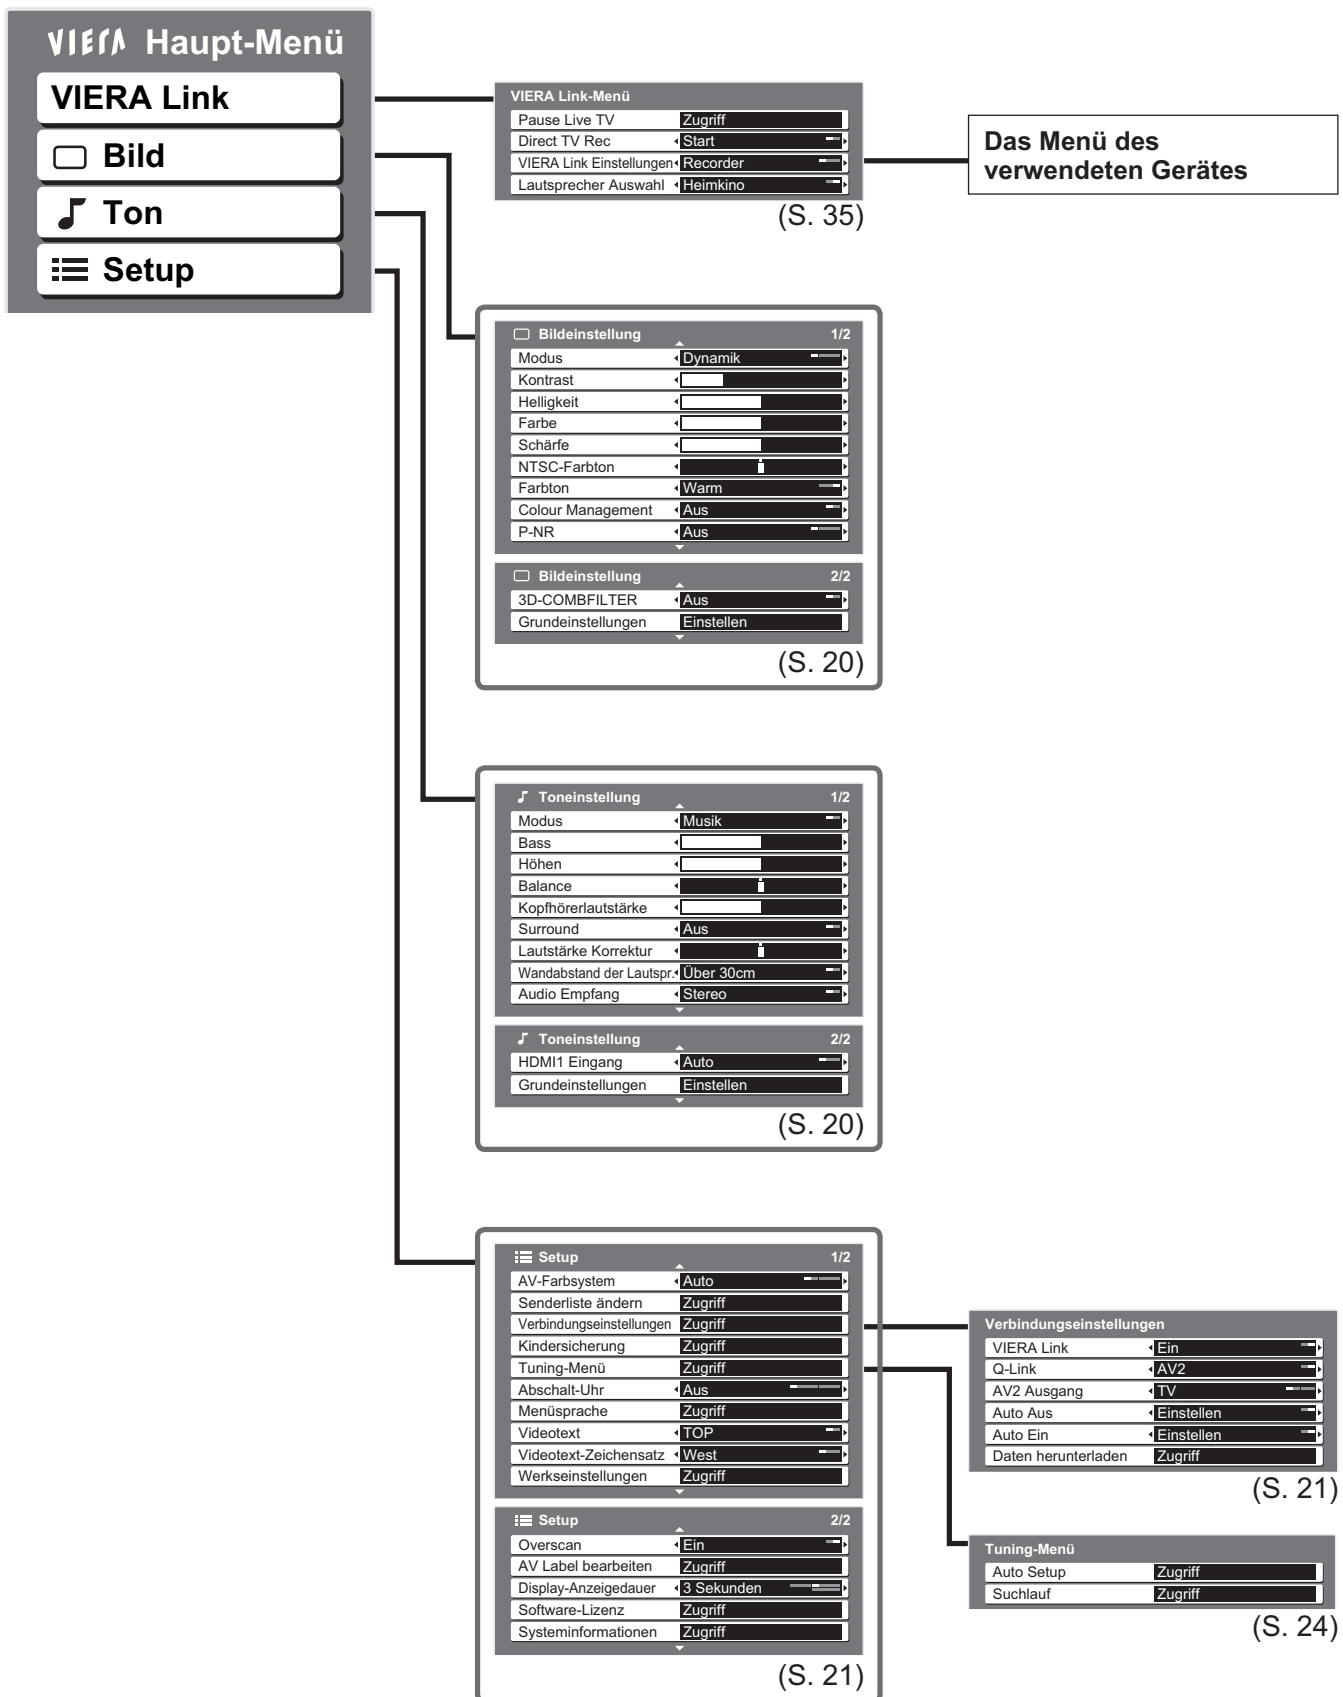 VIERA Haupt-Menü
VIERA Link
Bild
Ton
Setup
VIERA Link-Menü
Pause Live TV Zugriff
Direct TV Rec Start
VIERA Link Einstellungen Recorder
Lautsprecher Auswahl Heimkino
(S. 35)
Das Menü des
verwendeten Gerätes
Bildeinstellung 1/2
Modus Dynamik
Kontrast
Helligkeit
Farbe
Schärfe
NTSC-Farbton
Farbton Warm
Colour Management Aus
P-NR Aus
Bildeinstellung 2/2
3D-COMBFILTER Aus
Grundeinstellungen Einstellen
(S. 20)
Toneinstellung 1/2
Modus Musik
Bass
Höhen
Balance
Kopfhörerlautstärke
Surround Aus
Lautstärke Korrektur
Wandabstand der Lautspr. Über 30cm
Audio Empfang Stereo
Toneinstellung 2/2
HDMI1 Eingang Auto
Grundeinstellungen Einstellen
(S. 20)
Setup 1/2
AV-Farbsystem Auto
Senderliste ändern Zugriff
Verbindungseinstellungen Zugriff
Kindersicherung Zugriff
Tuning-Menü Zugriff
Abschalt-Uhr Aus
Menüsprache Zugriff
Videotext TOP
Videotext-Zeichensatz West
Werkseinstellungen Zugriff
Setup 2/2
Overscan Ein
AV Label bearbeiten Zugriff
Display-Anzeigedauer 3 Sekunden
Software-Lizenz Zugriff
Systeminformationen Zugriff
(S. 21)
Verbindungseinstellungen
VIERA Link Ein
Q-Link AV2
AV2 Ausgang TV
Auto Aus Einstellen
Auto Ein Einstellen
Daten herunterladen Zugriff
(S. 21)
Tuning-Menü
Auto Setup Zugriff
Suchlauf Zugriff
(S. 24)